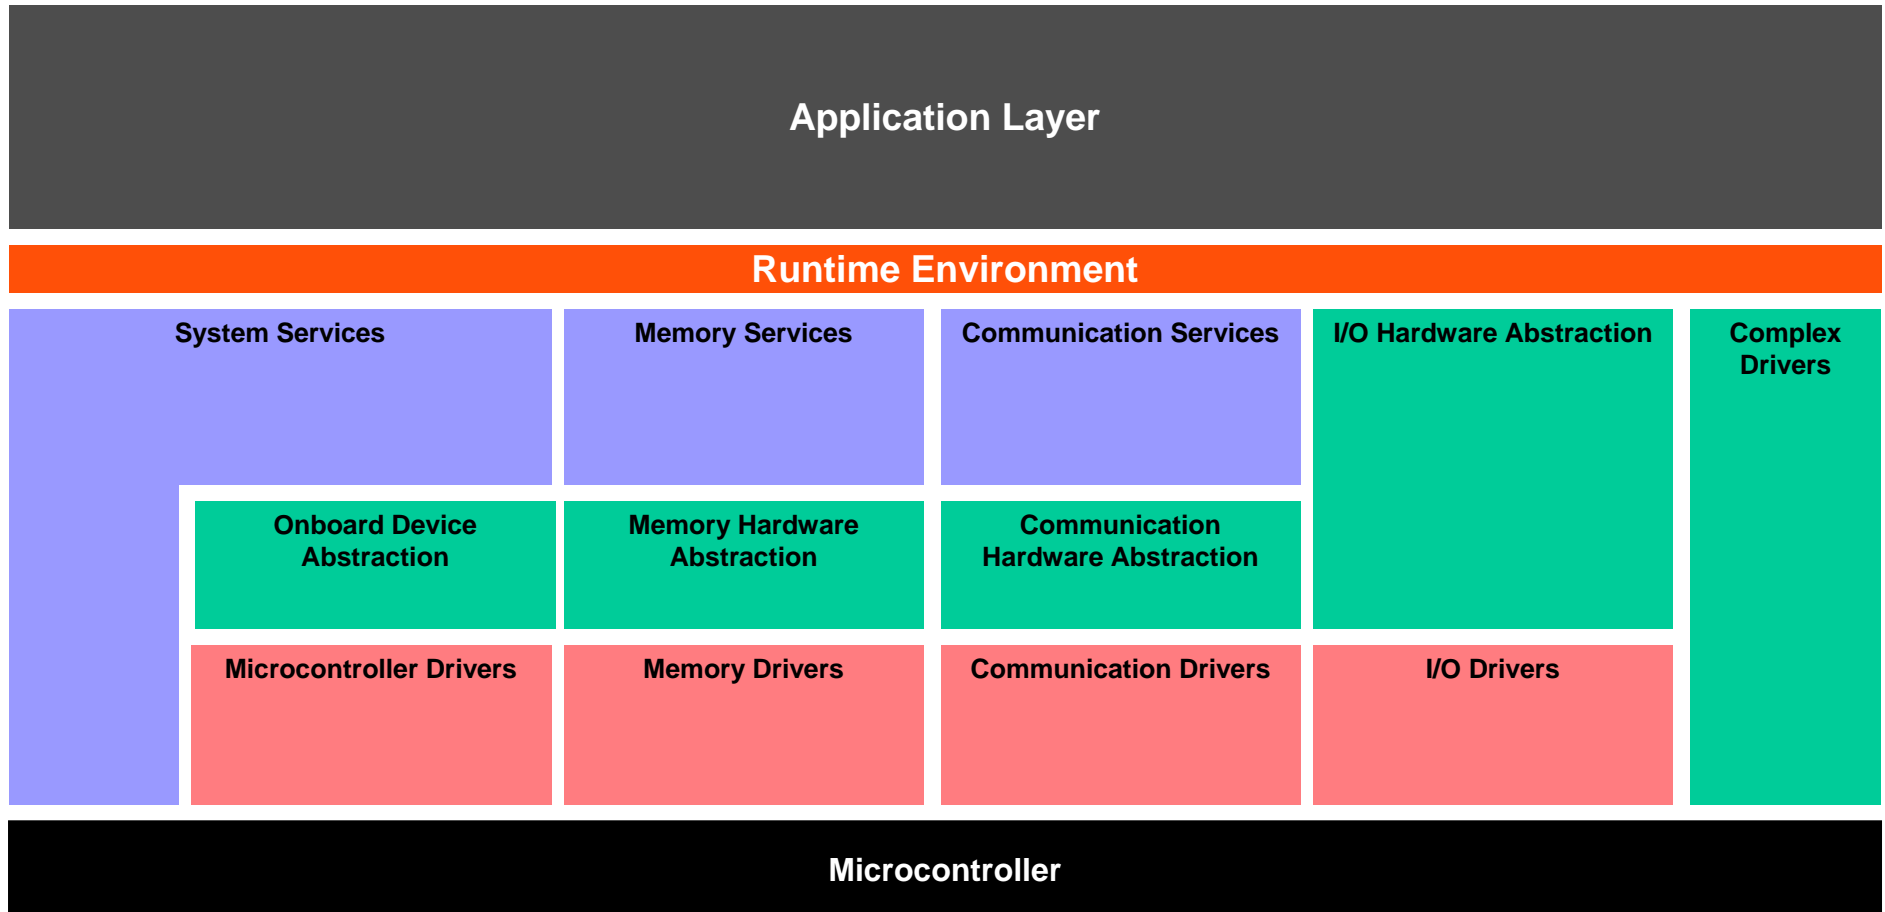 Application Layer
Runtime Environment
System Services
Memory Services
Communication Services
I/O Hardware Abstraction
Complex
Drivers
Onboard Device
Abstraction
Memory Hardware
Abstraction
Communication
Hardware Abstraction
Microcontroller Drivers
Memory Drivers
Communication Drivers
I/O Drivers
Microcontroller